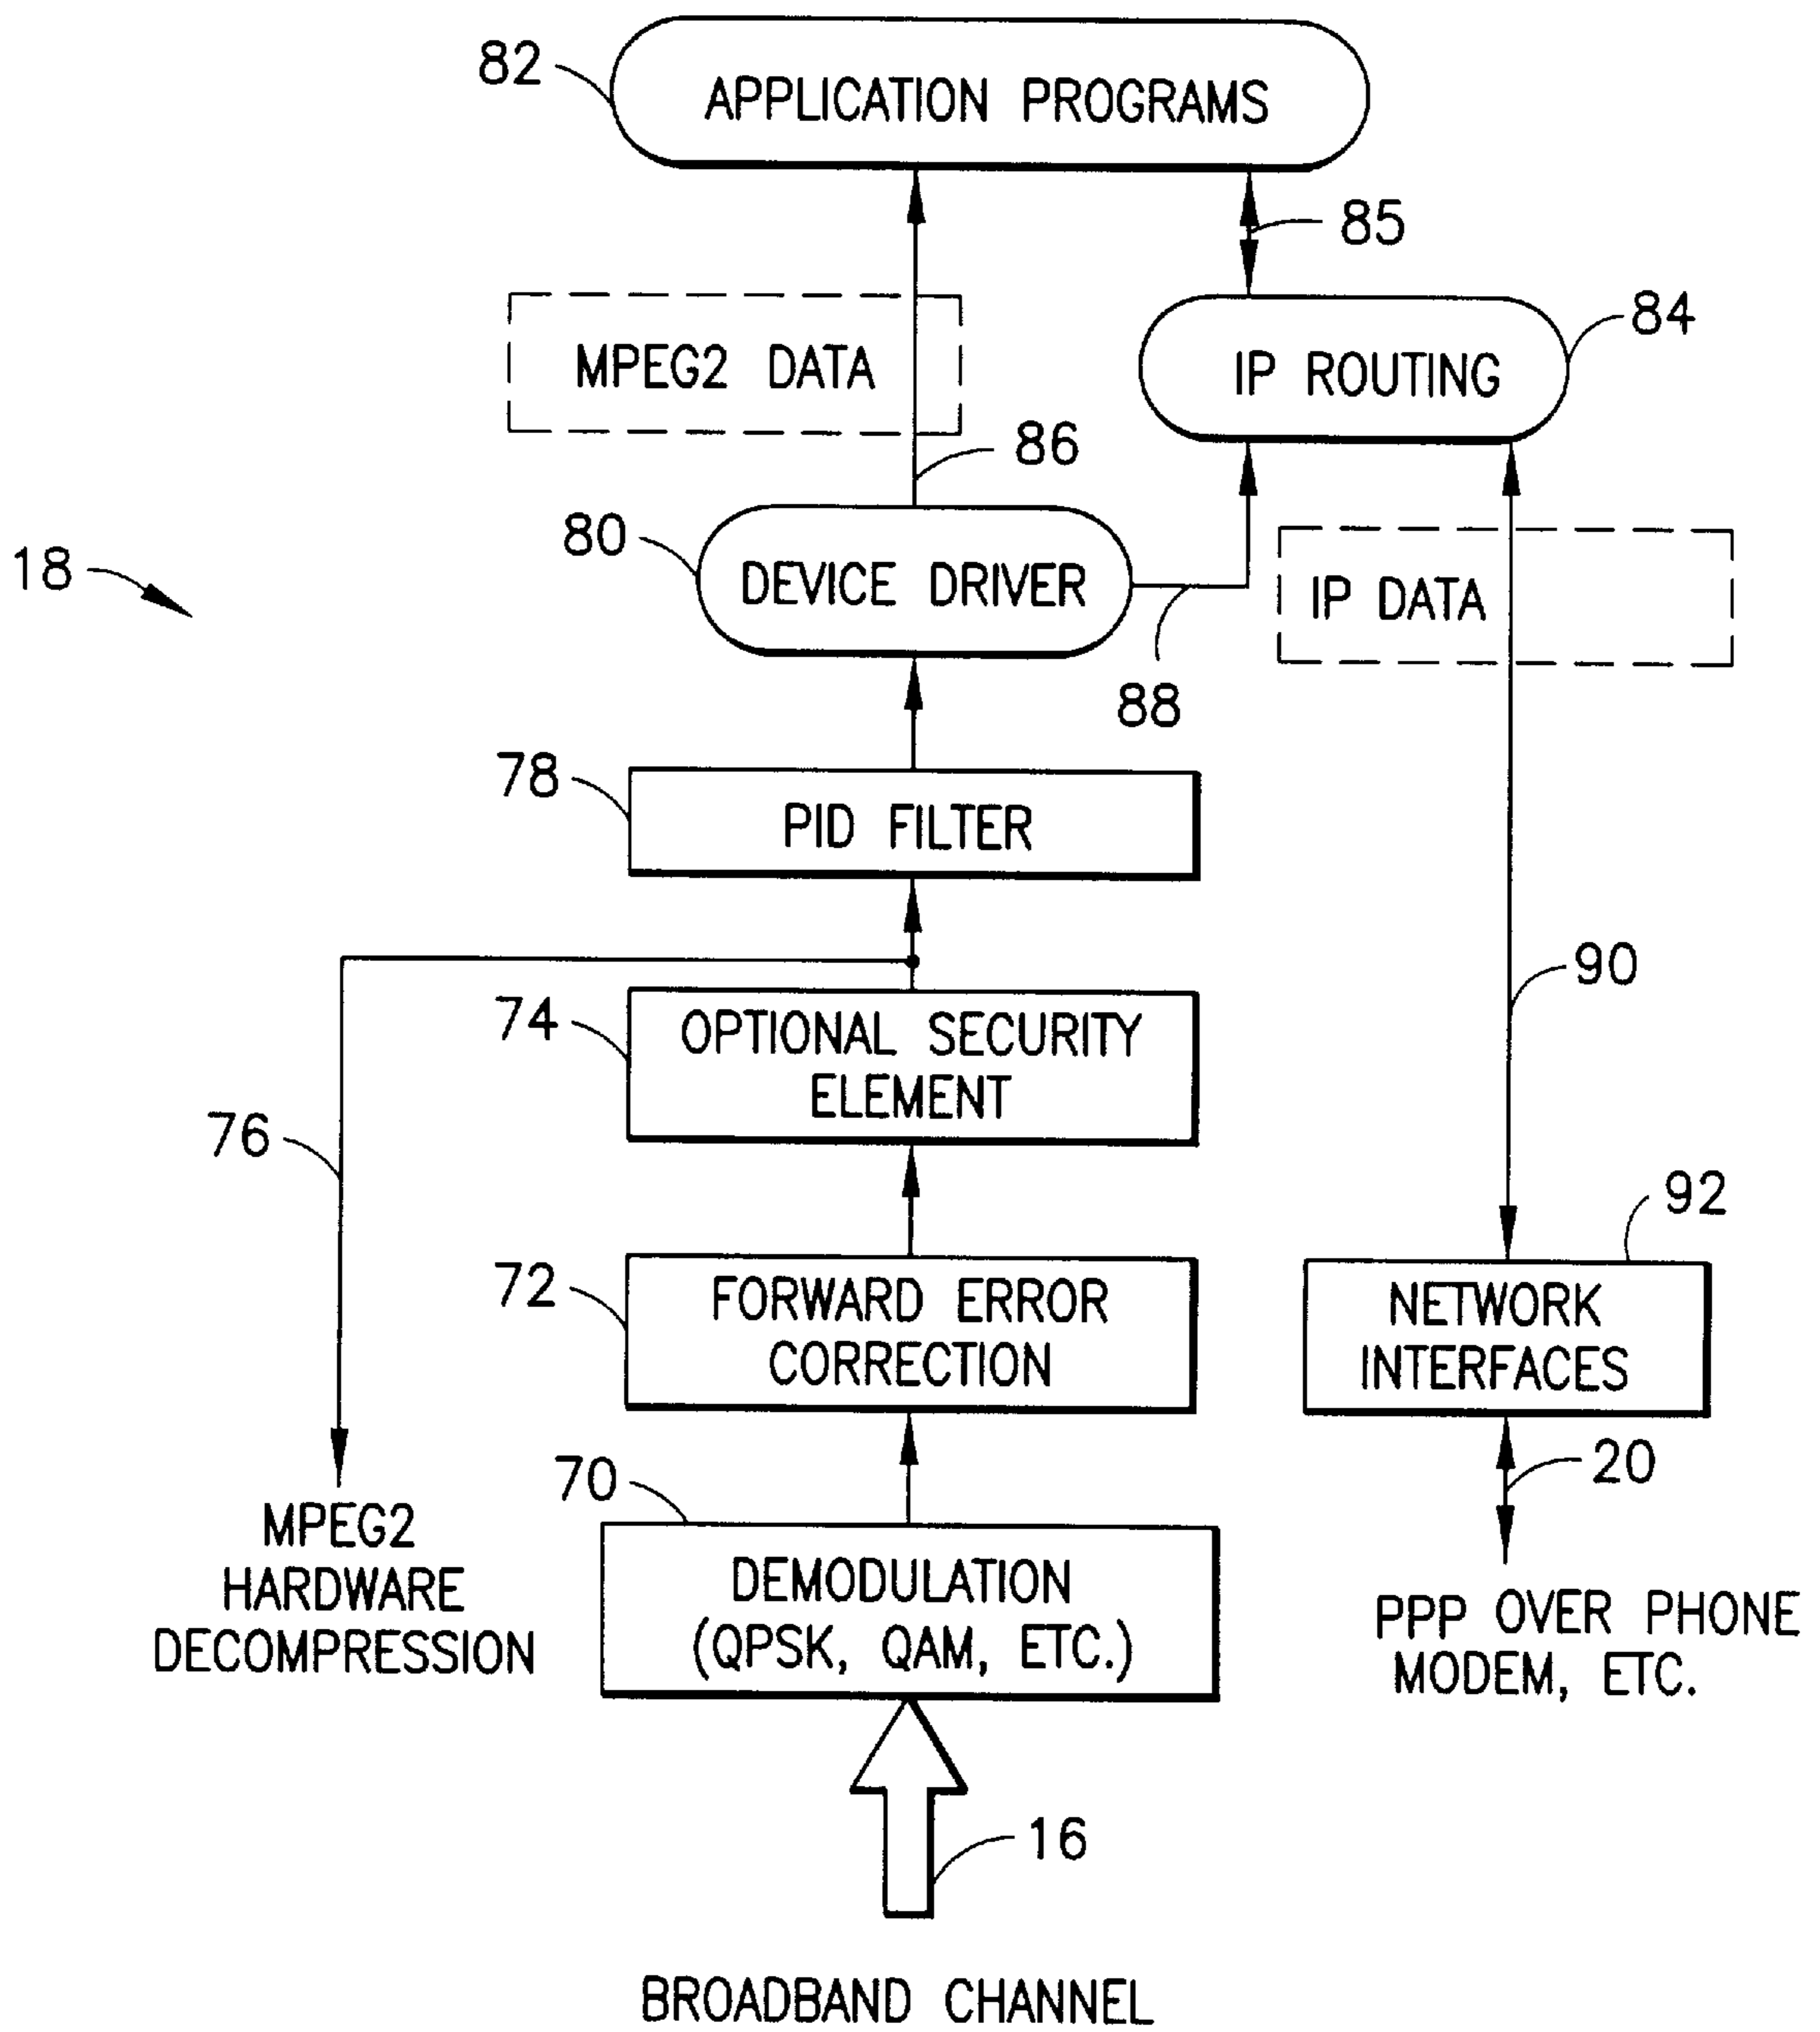 82
APPLICATION PROGRAMS
85
84
MPEG2 DATA
IP ROUTING
86
80
18
DEVICE DRIVER
IP DATA
88
78
PID FILTER
90
74
OPTIONAL SECURITY
ELEMENT
76
92
72
FORWARD ERROR
CORRECTION
NETWORK
INTERFACES
70
20
MPEG2
HARDWARE
DECOMPRESSION
DEMODULATION
(QPSK, QAM, ETC.)
PPP OVER PHONE
MODEM, ETC.
16
BROADBAND CHANNEL